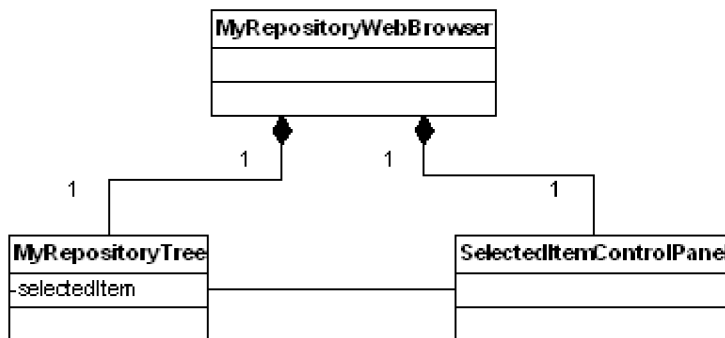 MyRepositoryWebBrowser
1
1
1
1
MyRepositoryTree
SelectedItemControlPanel
-selectedItem